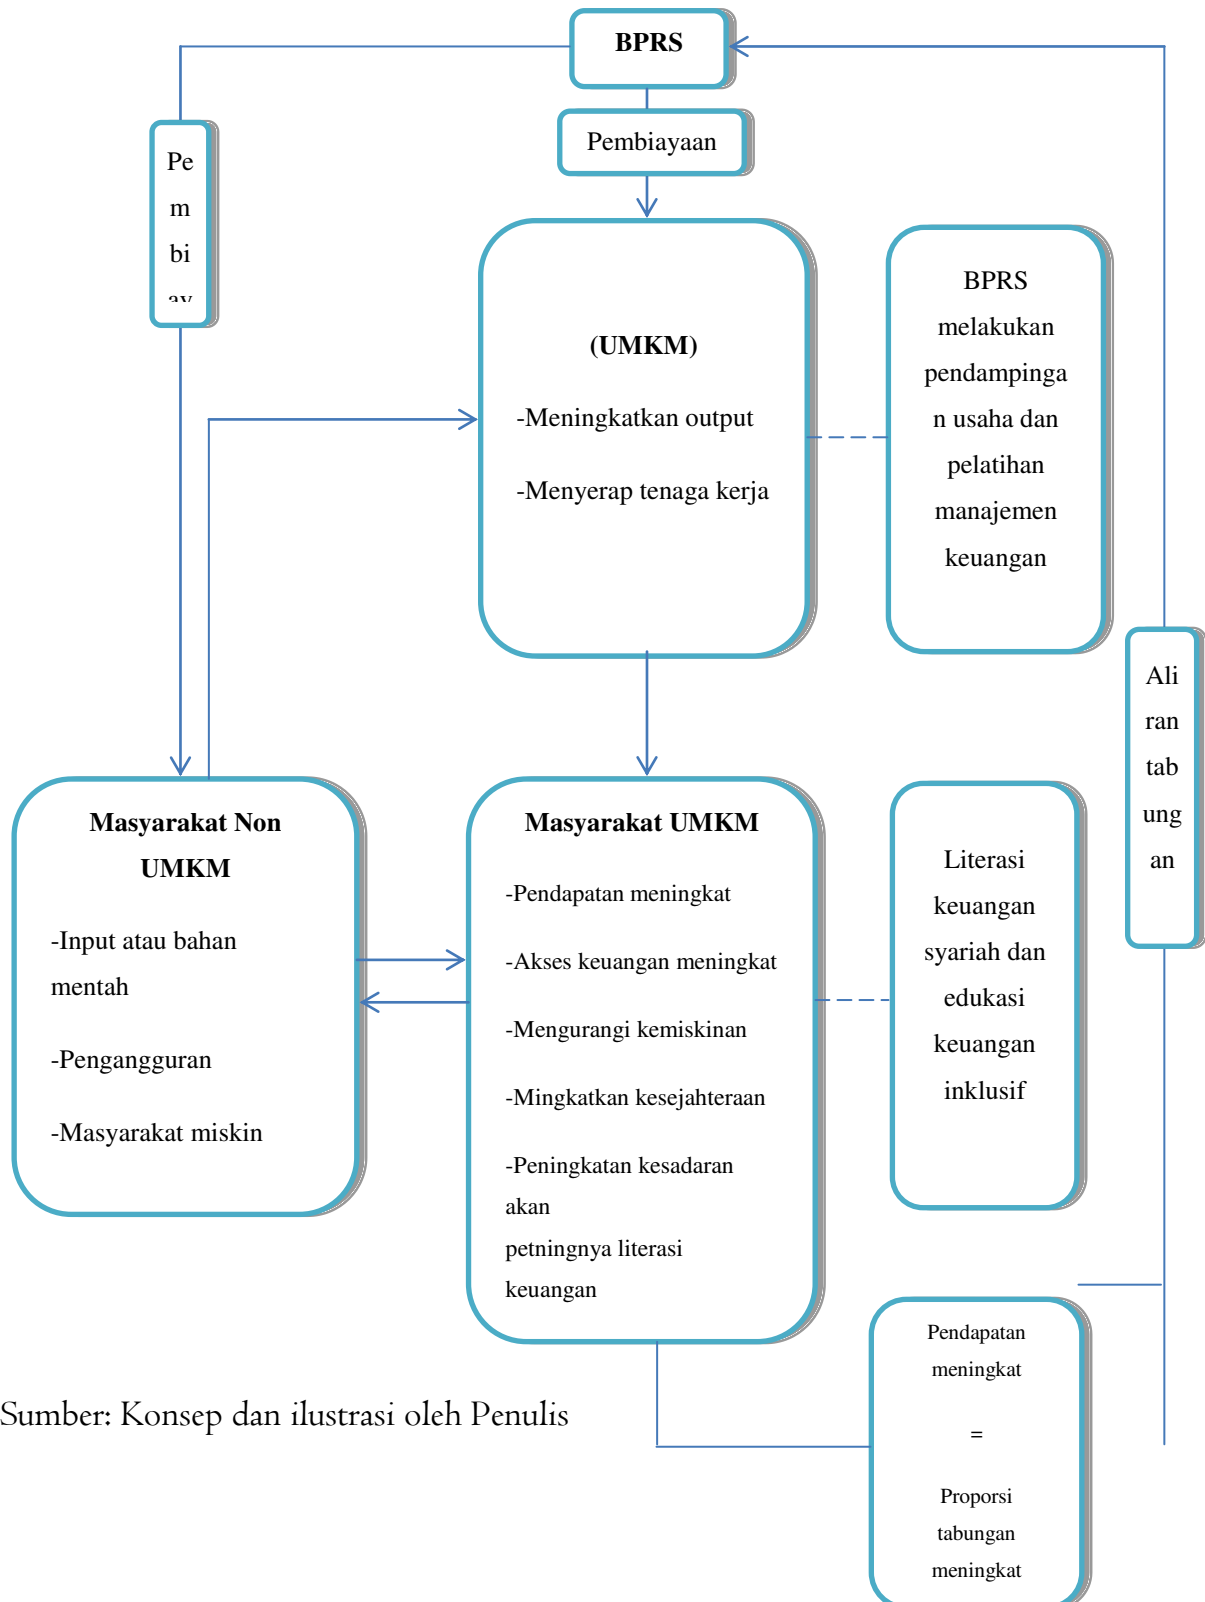 BPRS
Pembiayaan
Pe
m
bi
ay
(UMKM)
-Meningkatkan output
-Menyerap tenaga kerja
BPRS
melakukan
pendampinga
n usaha dan
pelatihan
manajemen
keuangan
Ali
ran
tab
ung
an
Masyarakat Non
UMKM
-Input atau bahan
mentah
-Pengangguran
-Masyarakat miskin
Masyarakat UMKM
-Pendapatan meningkat
-Akses keuangan meningkat
-Mengurangi kemiskinan
-Mingkatkan kesejahteraan
-Peningkatan kesadaran
akan
petningnya literasi
keuangan
Literasi
keuangan
syariah dan
edukasi
keuangan
inklusif
Pendapatan
meningkat
=
Proporsi
tabungan
meningkat
Sumber: Konsep dan ilustrasi oleh Penulis